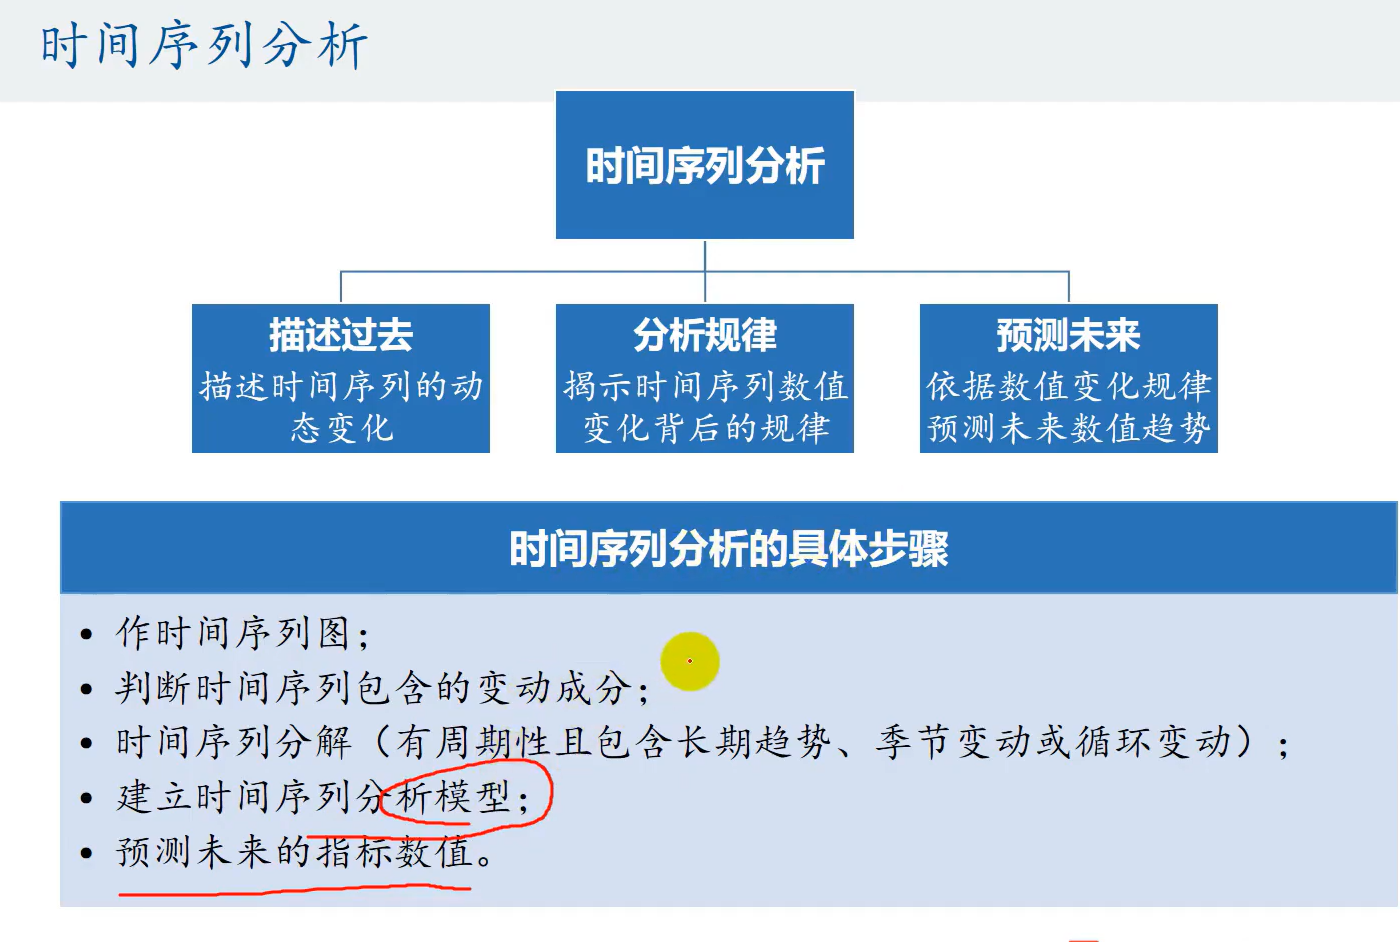 时间序列分析
时间序列分析
描述过去
描述时间序列的动
态变化
分析规律
揭示时间序列数值
变化背后的规律
预测未来
依据数值变化规律
预测未来数值趋势
时间序列分析的具体步骤
• 作时间序列图；
• 判断时间序列包含的变动成分；
• 时间序列分解（有周期性且包含长期趋势、季节变动或循环变动）；
• 建立时间序列分析模型；
• 预测未来的指标数值。